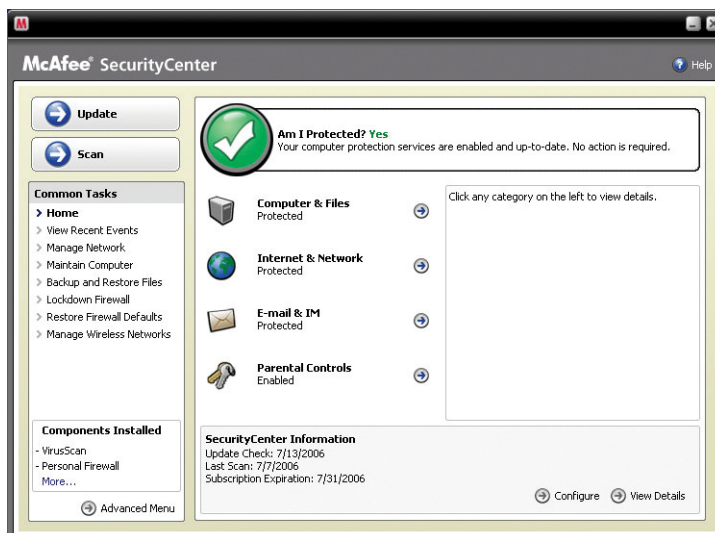 McAfee® SecurityCenter
Help
Update
Scan
Common Tasks
Home
View Recent Events
Manage Network
Maintain Computer
Backup and Restore Files
Lockdown Firewall
Restore Firewall Defaults
Manage Wireless Networks
Components Installed
- VirusScan
- Personal Firewall
More...
Advanced Menu
Am I Protected? Yes
Your computer protection services are enabled and up-to-date. No action is required.
Computer & Files
Protected
Internet & Network
Protected
E-mail & IM
Protected
Parental Controls
Enabled
Click any category on the left to view details.
SecurityCenter Information
Update Check: 7/13/2006
Last Scan: 7/7/2006
Subscription Expiration: 7/31/2006
Configure
View Details